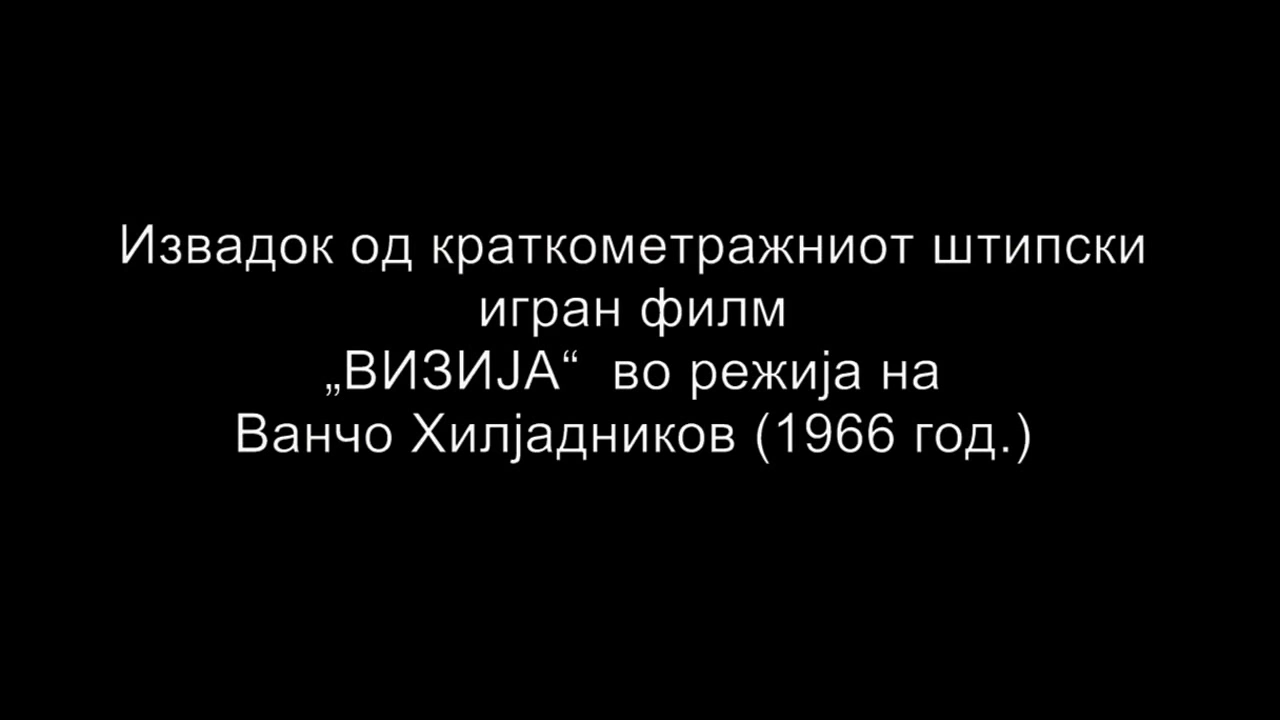 Извадок од краткометражниот штипски
игран филм
„ВИЗИЈА“ во режија на
Ванчо Хилјадников (1966 год.)